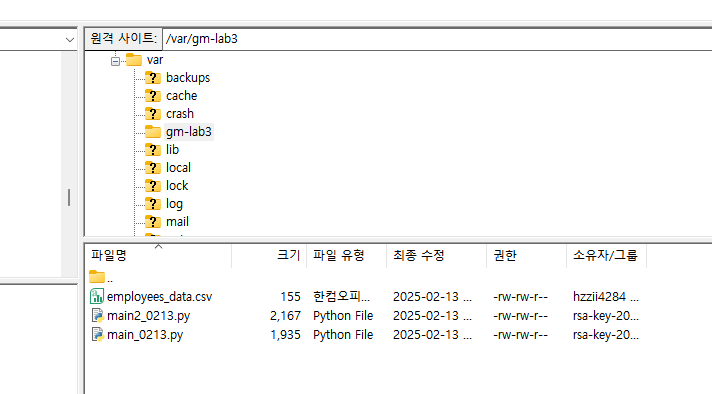 원격 사이트: /var/gm-lab3
var
backups
cache
crash
gm-lab3
lib
local
lock
log
mail
파일명 크기 파일 유형 최종 수정 권한 소유자/그룹
..
employees_data.csv 155 한컴오피... 2025-02-13 ... -rw-rw-r-- hzzii4284 ...
main2_0213.py 2,167 Python File 2025-02-13 ... -rw-rw-r-- rsa-key-20...
main_0213.py 1,935 Python File 2025-02-13 ... -rw-rw-r-- rsa-key-20...